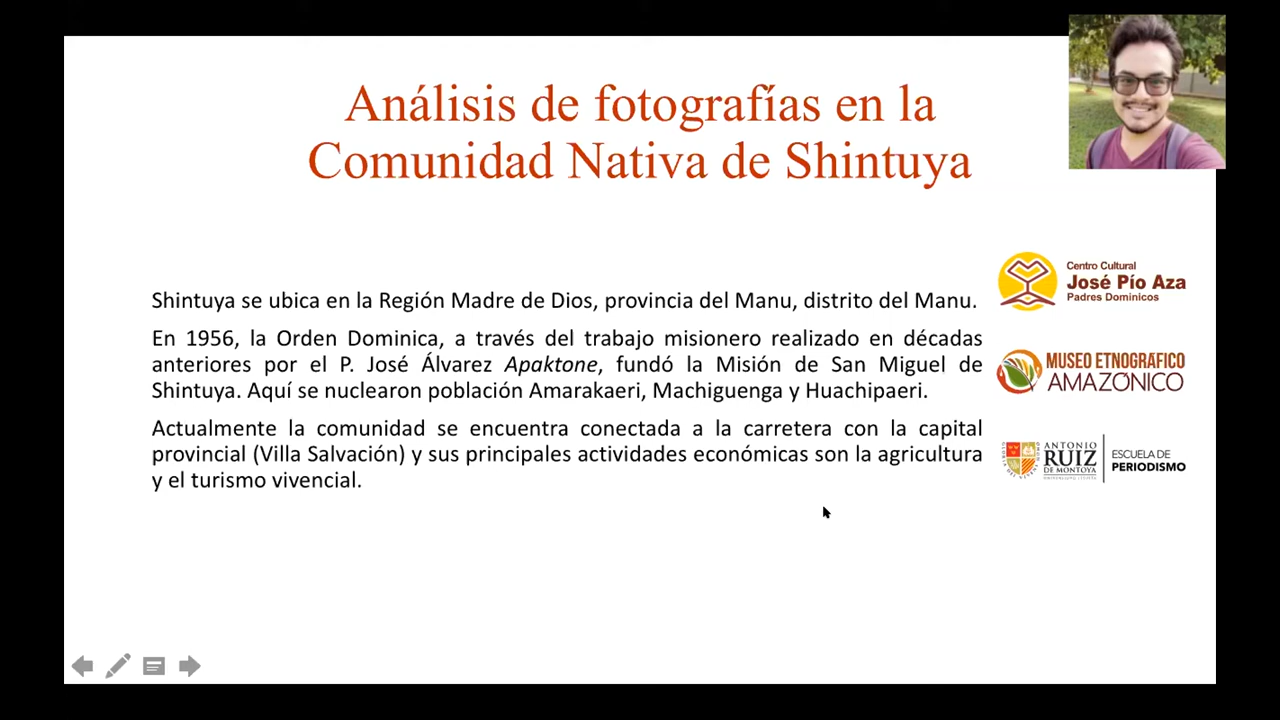 Análisis de fotografías en la
Comunidad Nativa de Shintuya
Shintuya se ubica en la Región Madre de Dios, provincia del Manu, distrito del Manu.
En 1956, la Orden Dominica, a través del trabajo misionero realizado en décadas
anteriores por el P. José Álvarez Apaktone, fundó la Misión de San Miguel de
Shintuya. Aquí se nuclearon población Amarakaeri, Machiguenga y Huachipaeri.
Actualmente la comunidad se encuentra conectada a la carretera con la capital
provincial (Villa Salvación) y sus principales actividades económicas son la agricultura
y el turismo vivencial.
Centro Cultural
José Pío Aza
Padres Dominicos
MUSEO ETNOGRÁFICO
AMAZÓNICO
ANTONIO
RUIZ
DE MONTOYA
ESCUELA DE
PERIODISMO